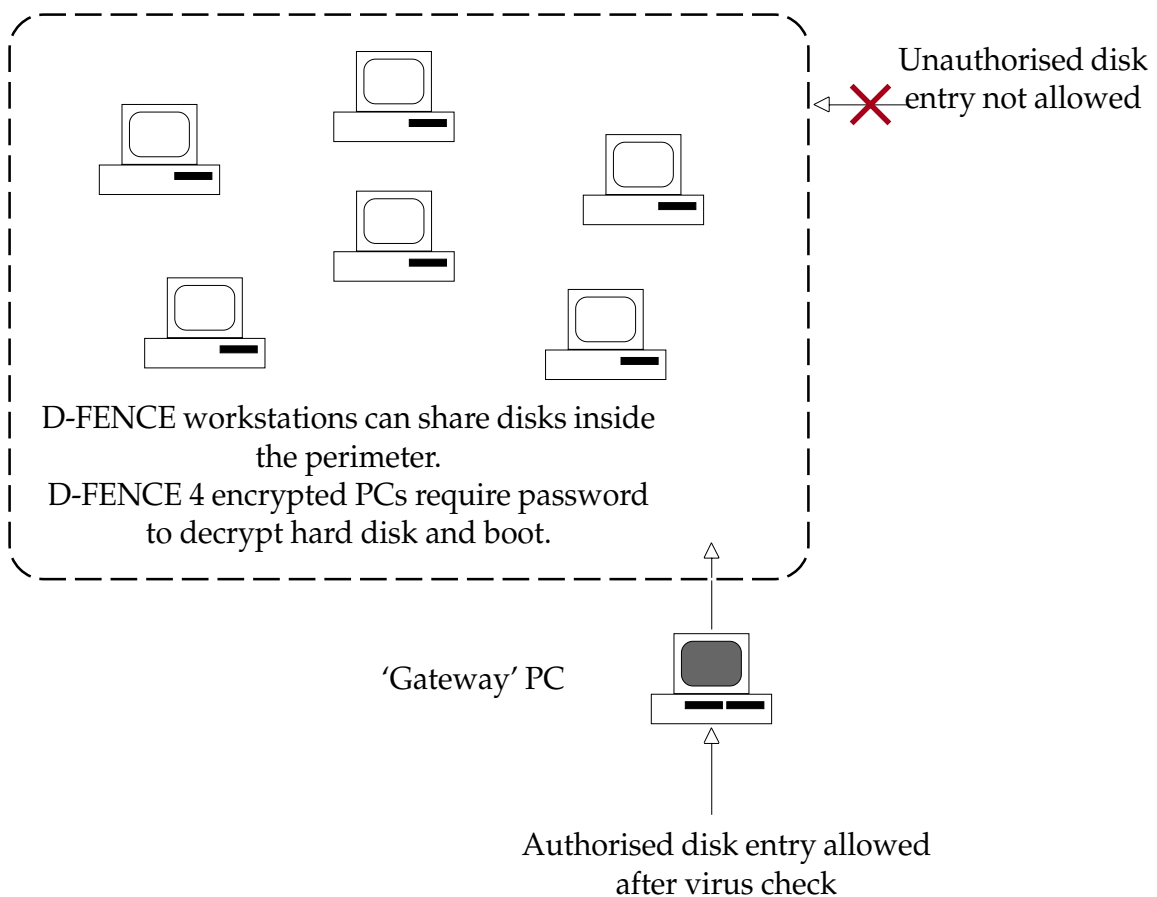 Unauthorised disk
entry not allowed
D-FENCE workstations can share disks inside
the perimeter.
D-FENCE 4 encrypted PCs require password
to decrypt hard disk and boot.
‘Gateway’ PC
Authorised disk entry allowed
after virus check